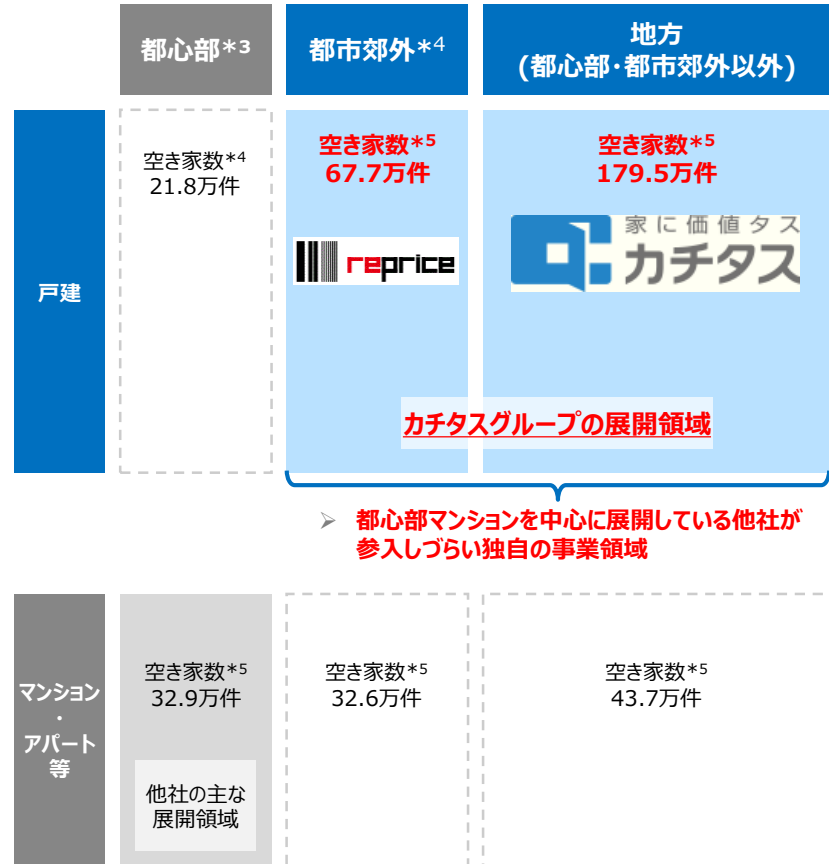 都心部*3
都市郊外*4
地方
(都心部・都市郊外以外)
戸建
空き家数*4
21.8万件
空き家数*5
67.7万件
reprice
空き家数*5
179.5万件
家に価値タス
カチタス
カチタスグループの展開領域
➢ 都心部マンションを中心に展開している他社が
参入しづらい独自の事業領域
マンション
・
アパート
等
空き家数*5
32.9万件
他社の主な
展開領域
空き家数*5
32.6万件
空き家数*5
43.7万件